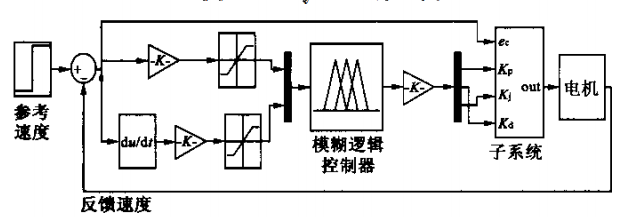 参考
速度
+
−
-K-
du/dt
-K-
模糊逻辑
控制器
-K-
ec
Kp
Kj
Kd
out
子系统
电机
反馈速度